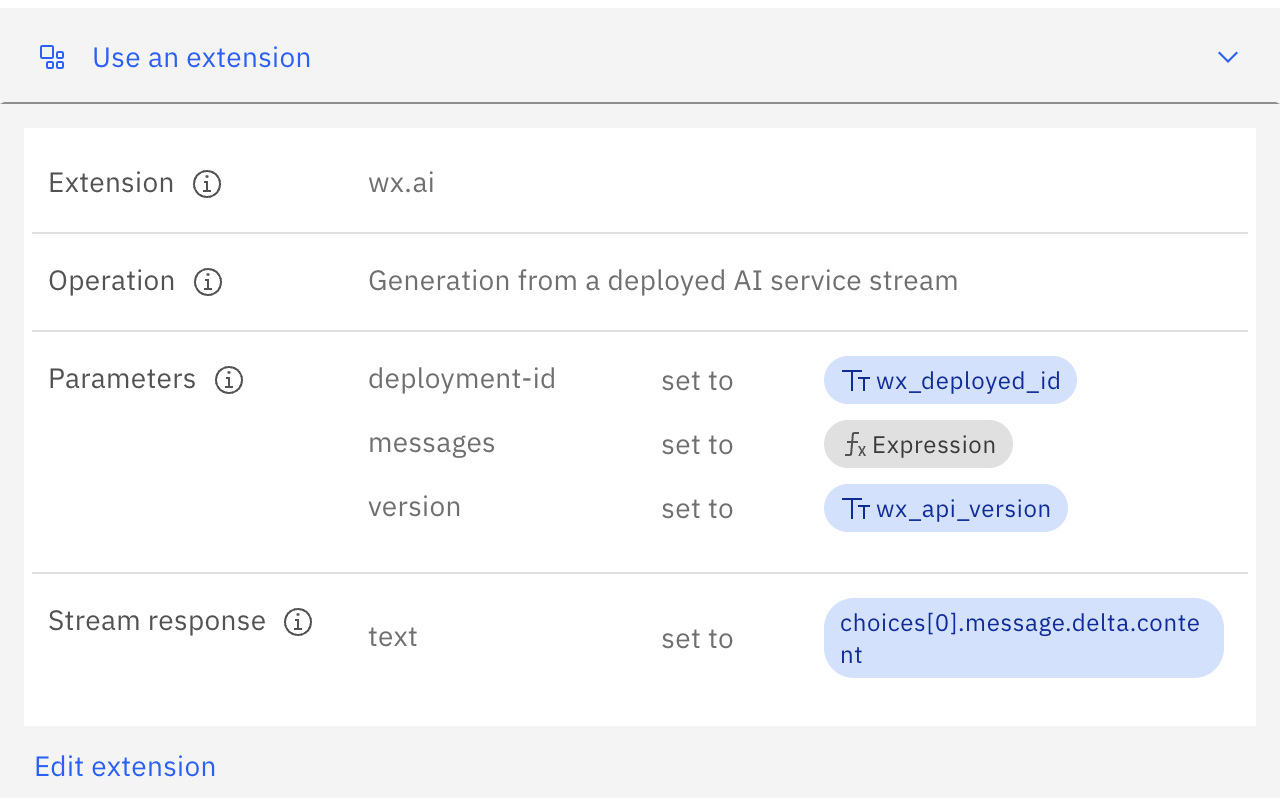 Use an extension
Extension
wx.ai
Operation
Generation from a deployed AI service stream
Parameters
deployment-id set to wx_deployed_id
messages set to Expression
version set to wx_api_version
Stream response
text set to choices[0].message.delta.conte
nt
Edit extension